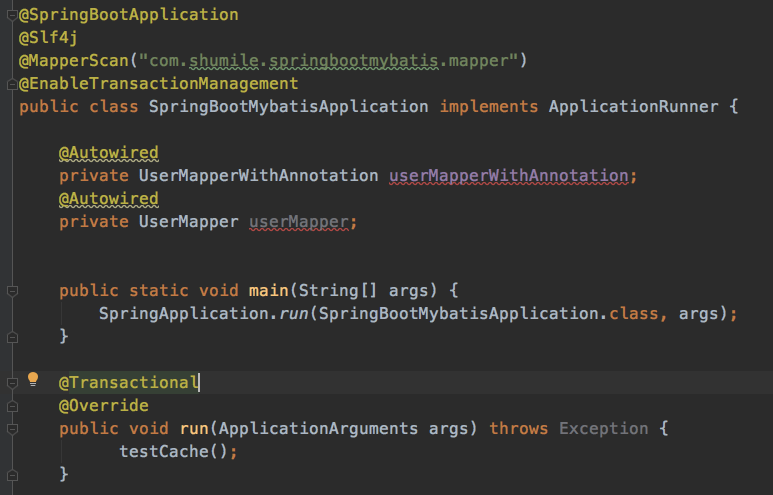 @SpringBootApplication
@Slf4j
@MapperScan("com.shumile.springbootmybatis.mapper")
@EnableTransactionManagement
public class SpringBootMybatisApplication implements ApplicationRunner {
@Autowired
private UserMapperWithAnnotation userMapperWithAnnotation;
@Autowired
private UserMapper userMapper;
public static void main(String[] args) {
SpringApplication.run(SpringBootMybatisApplication.class, args);
}
@Transactional
@Override
public void run(ApplicationArguments args) throws Exception {
testCache();
}